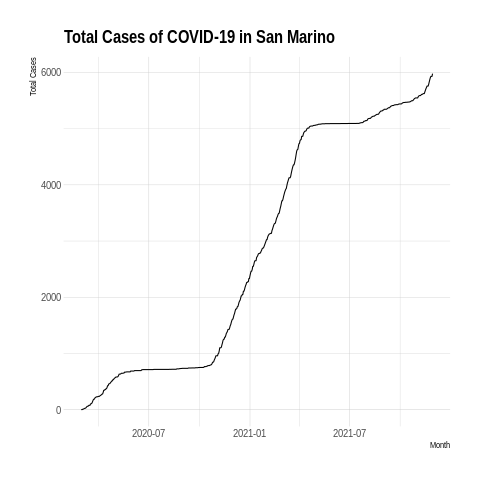 Total Cases of COVID-19 in San Marino
Total Cases
6000
4000
2000
0
2020-07 2021-01 2021-07
Month